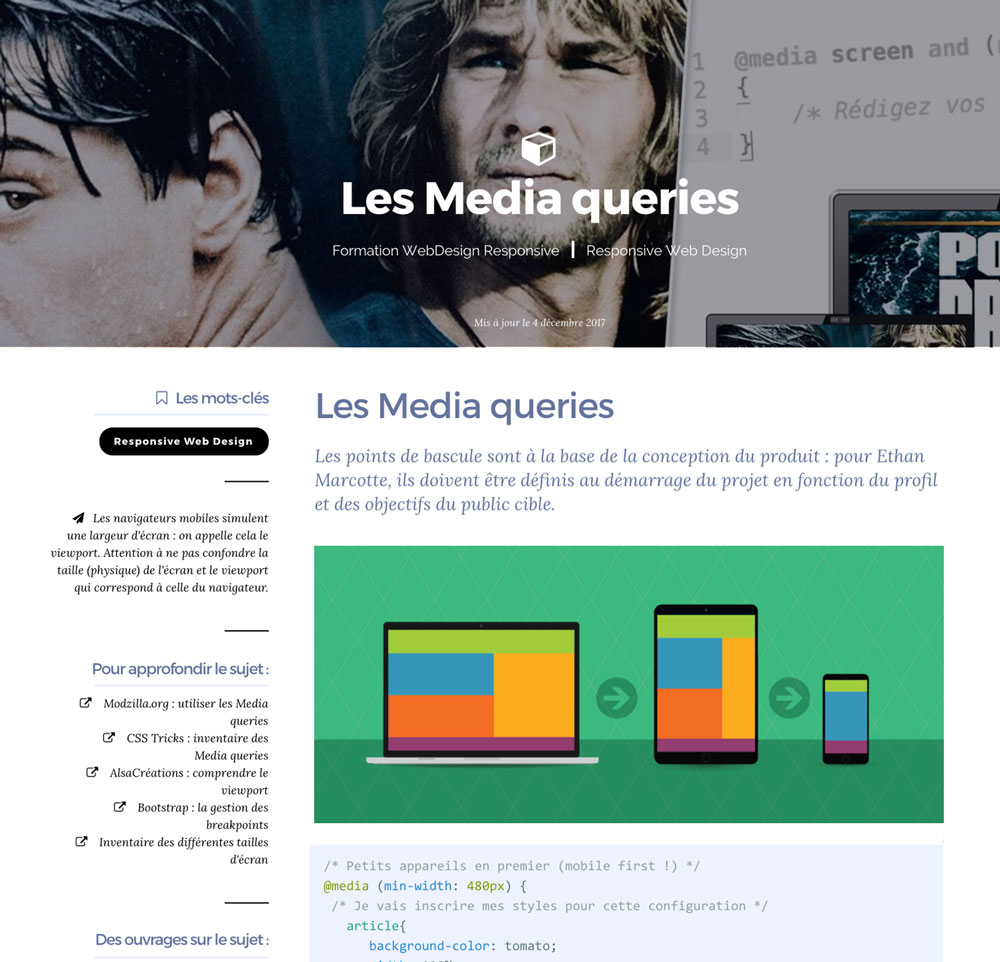 1 @media screen and (
2 {
3 /* Rédigez vos
4 }
Les Media queries
Formation WebDesign Responsive | Responsive Web Design
Mis à jour le 4 décembre 2017
Les mots-clés
Responsive Web Design
Les navigateurs mobiles simulent
une largeur d'écran : on appelle cela le
viewport. Attention à ne pas confondre la
taille (physique) de l'écran et le viewport
qui correspond à celle du navigateur.
Pour approfondir le sujet :
Modzilla.org : utiliser les Media
queries
CSS Tricks : inventaire des
Media queries
AlsaCréations : comprendre le
viewport
Bootstrap : la gestion des
breakpoints
Inventaire des différentes tailles
d'écran
Des ouvrages sur le sujet :
Les Media queries
Les points de bascule sont à la base de la conception du produit : pour Ethan
Marcotte, ils doivent être définis au démarrage du projet en fonction du profil
et des objectifs du public cible.
/* Petits appareils en premier (mobile first !) */
@media (min-width: 480px) {
/* Je vais inscrire mes styles pour cette configuration */
article{
background-color: tomato;